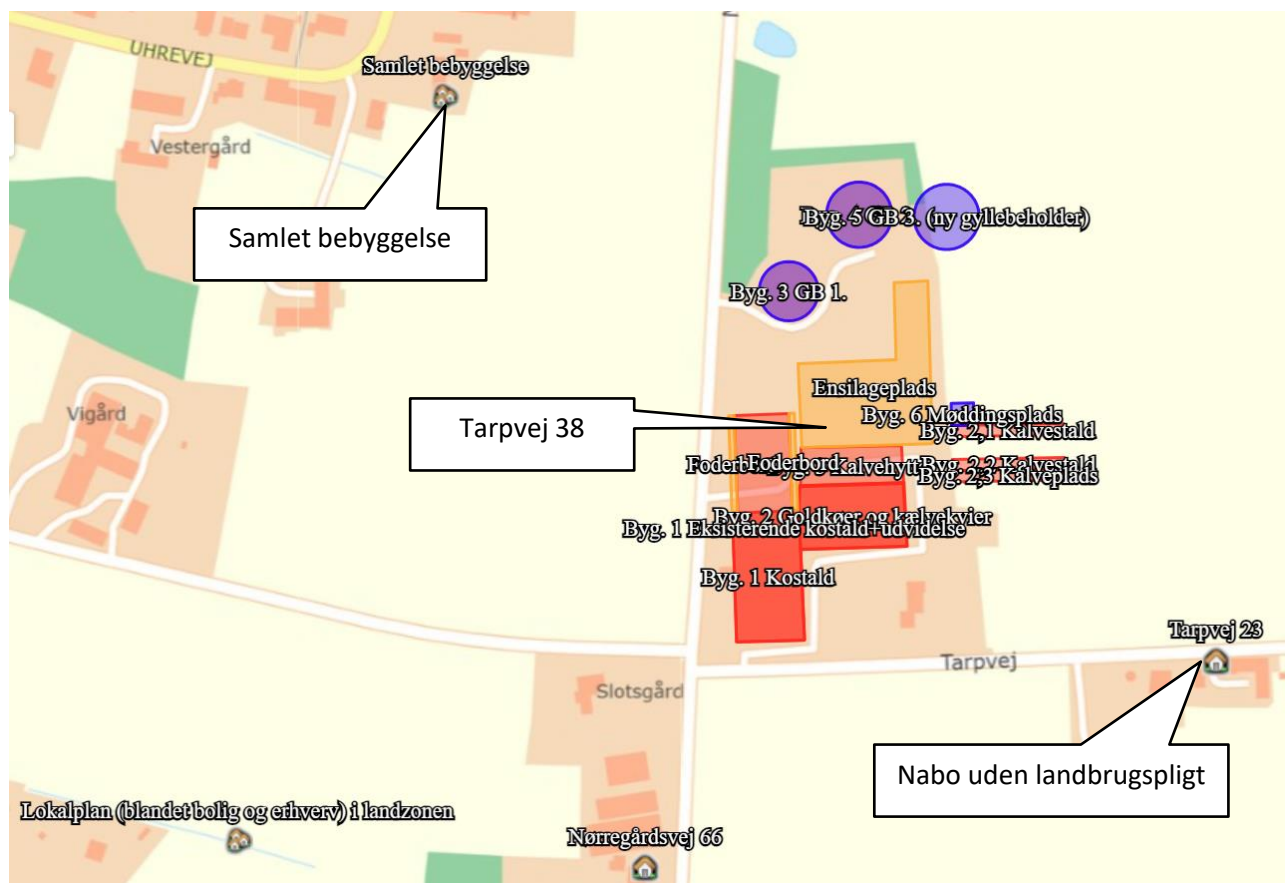 UHREVEJ
Samlet bebyggelse
Vestergård
Samlet bebyggelse
Byg. 5 GB 3. (ny gyllebeholder)
Byg. 3 GB 1.
Ensilageplads
Vigård
Byg. 6 Møddingsplads
Tarpvej 38
Byg. 2,1 Kalvestald
Foderbord
Byg. 2,2 Kalvestald
Byg. 2,3 Kalveplads
Byg. 2 Goldkøer og kælvekvier
Byg. 1 Eksisterende kostald+udvidelse
Byg. 1 Kostald
Tarpvej 23
Tarpvej
Slotsgård
Nabo uden landbrugspligt
Lokalplan (blandet bolig og erhverv) i landzonen
Nørregårdsvej 66